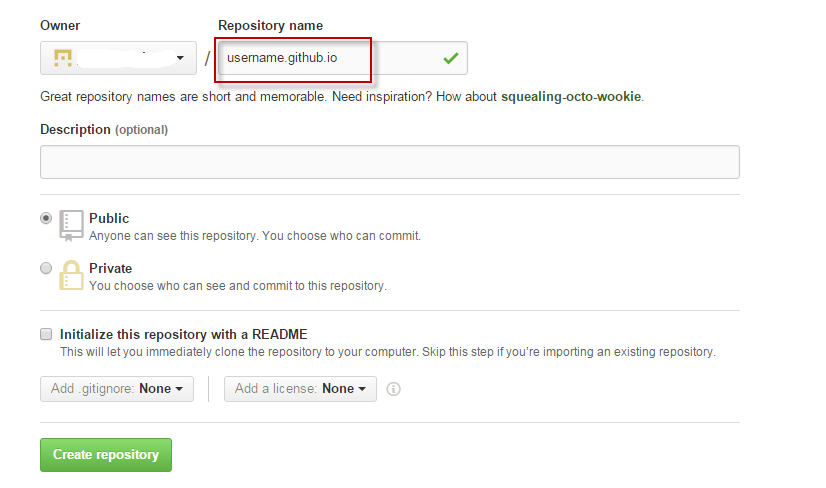 Owner Repository name
/ username.github.io
Great repository names are short and memorable. Need inspiration? How about squealing-octo-wookie.
Description (optional)
Public
Anyone can see this repository. You choose who can commit.
Private
You choose who can see and commit to this repository.
Initialize this repository with a README
This will let you immediately clone the repository to your computer. Skip this step if you’re importing an existing repository.
Add .gitignore: None Add a license: None
Create repository